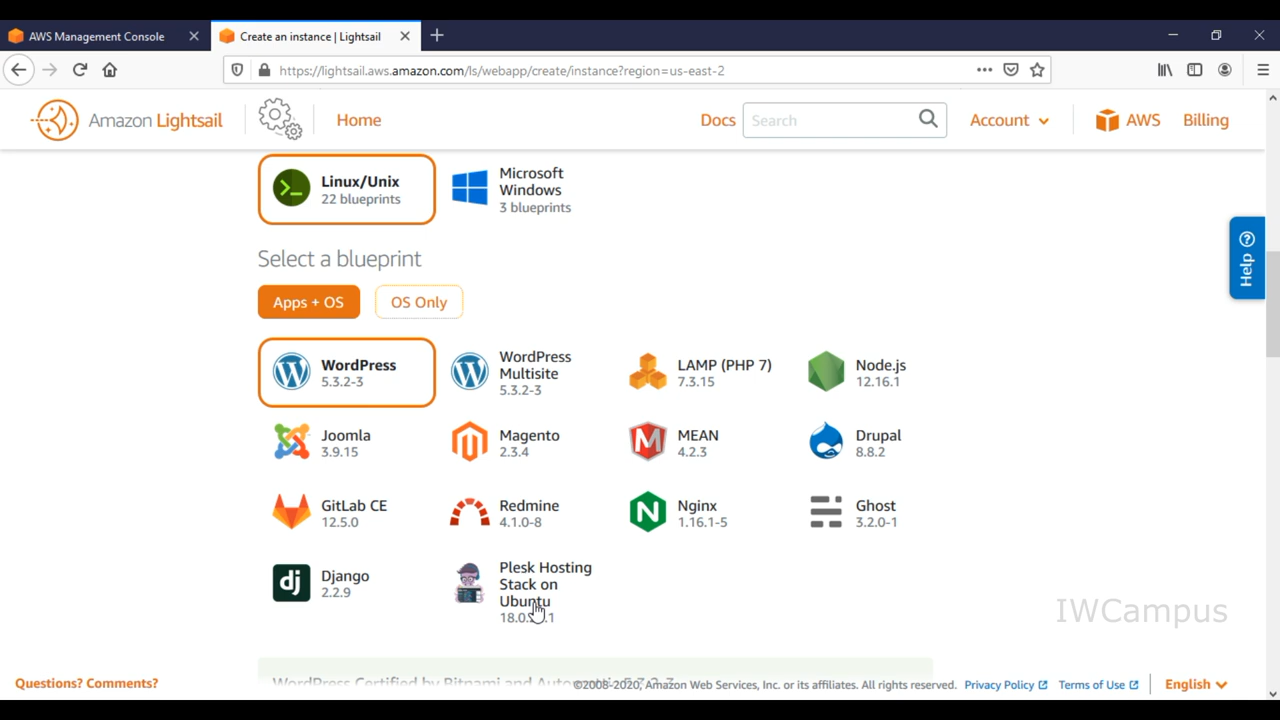 AWS Management Console
Create an instance | Lightsail
https://lightsail.aws.amazon.com/ls/webapp/create/instance?region=us-east-2
Amazon Lightsail
Home
Docs
Search
Account
AWS
Billing
Linux/Unix
22 blueprints
Microsoft
Windows
3 blueprints
Help
Select a blueprint
Apps + OS
OS Only
WordPress
5.3.2-3
WordPress
Multisite
5.3.2-3
LAMP (PHP 7)
7.3.15
Node.js
12.16.1
Joomla
3.9.15
Magento
2.3.4
MEAN
4.2.3
Drupal
8.8.2
GitLab CE
12.5.0
Redmine
4.1.0-8
Nginx
1.16.1-5
Ghost
3.2.0-1
dj
Django
2.2.9
Plesk Hosting
Stack on
Ubuntu
IWCampus
WordPress Certified by Bitnami and
Questions? Comments?
©2008-2020, Amazon Web Services, Inc. or its affiliates. All rights reserved.
Privacy Policy
Terms of Use
English